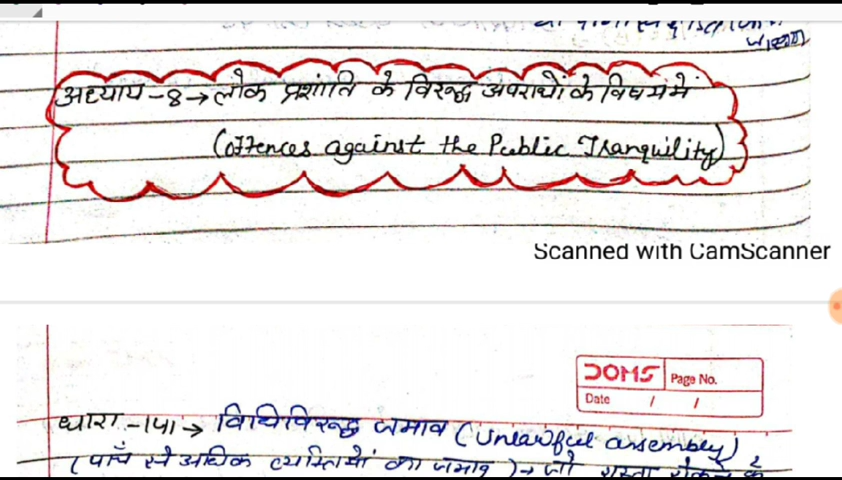 अध्याय -8→ लोक प्रशांति के विरुद्ध अपराधों के विषय में
(offences against the Public Tranquility)
Scanned with CamScanner
DOMS Page No.
Date / /
धारा -141→ विधिविरुद्ध जमाव (Unlawful assembly)
(पाँच से अधिक व्यक्तियों का जमाव)→ जो रास्ता रोकने के